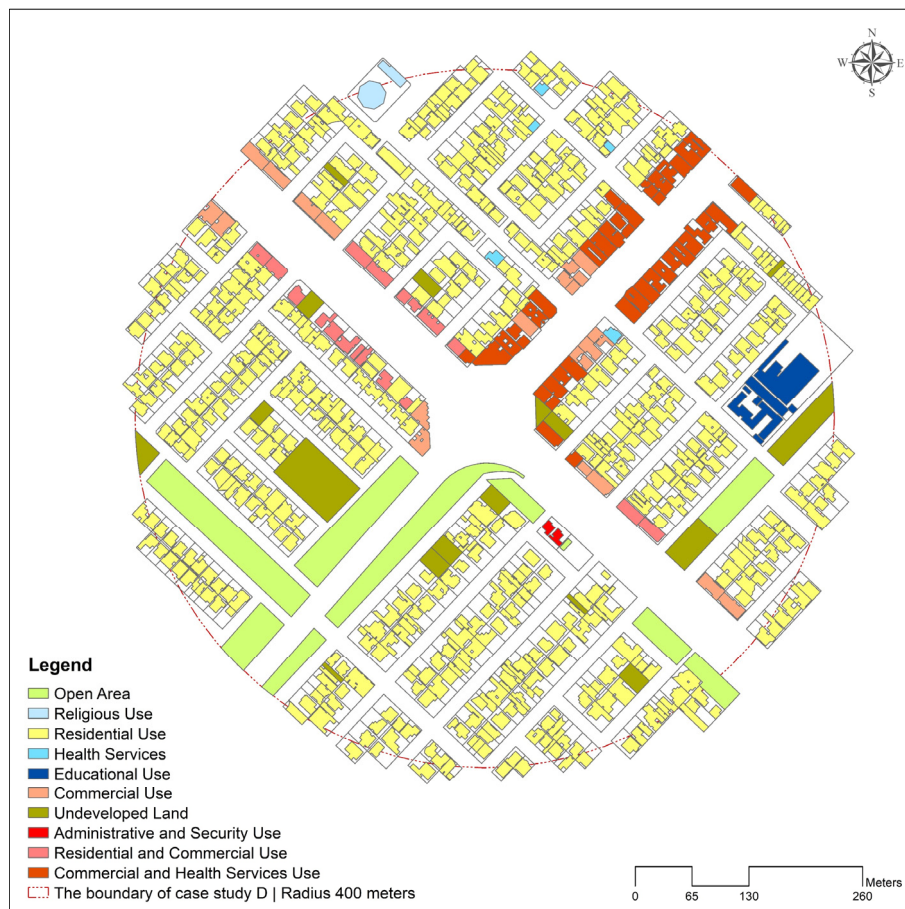 N
W E
S
Legend
Open Area
Religious Use
Residential Use
Health Services
Educational Use
Commercial Use
Undeveloped Land
Administrative and Security Use
Residential and Commercial Use
Commercial and Health Services Use
The boundary of case study D | Radius 400 meters
Meters
0 65 130 260